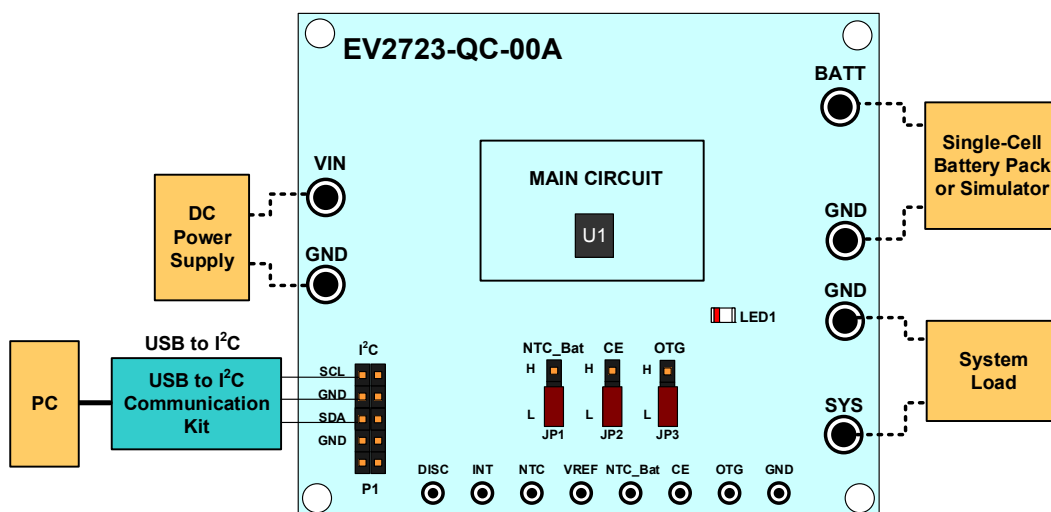 EV2723-QC-00A
BATT
Single-Cell
Battery Pack
or Simulator
VIN
MAIN CIRCUIT
U1
DC
Power
Supply
GND
GND
GND
LED1
System
Load
SYS
USB to I²C
PC
USB to I²C
Communication
Kit
I²C
SCL
GND
SDA
GND
P1
NTC_Bat CE OTG
H H H
L L L
JP1 JP2 JP3
DISC INT NTC VREF NTC_Bat CE OTG GND